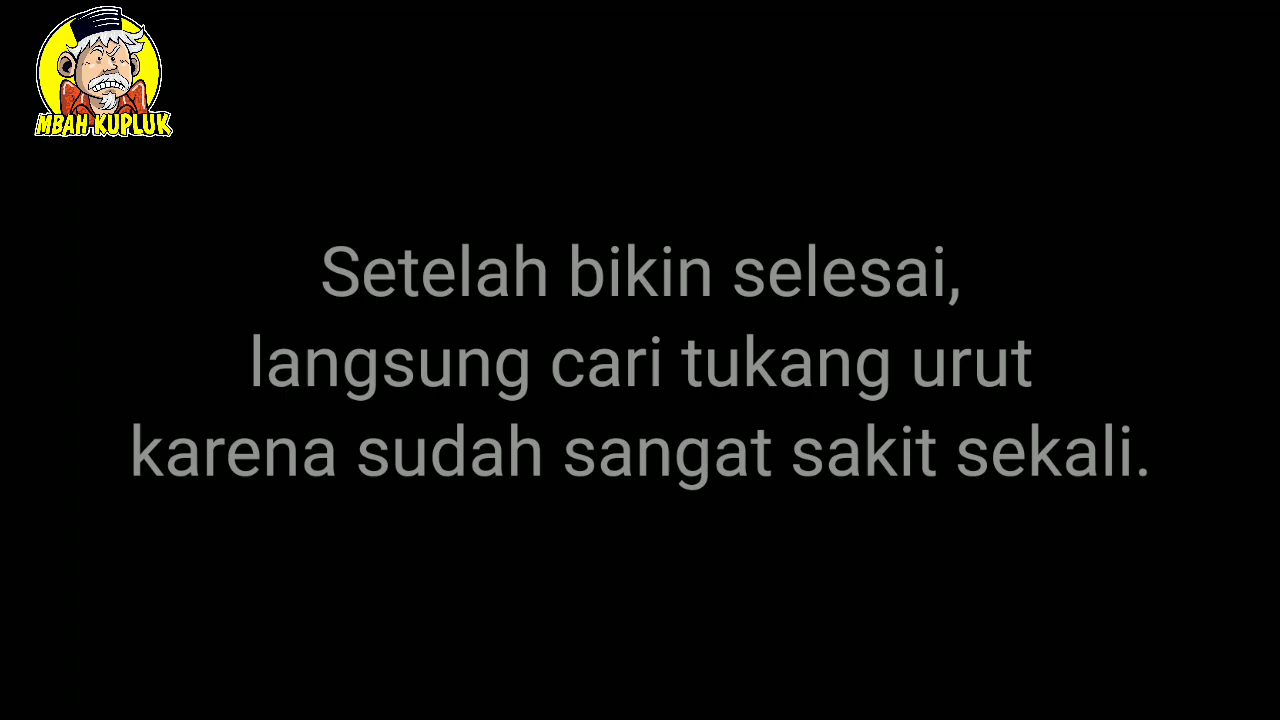 MBAH KUPLUK
Setelah bikin selesai,
langsung cari tukang urut
karena sudah sangat sakit sekali.